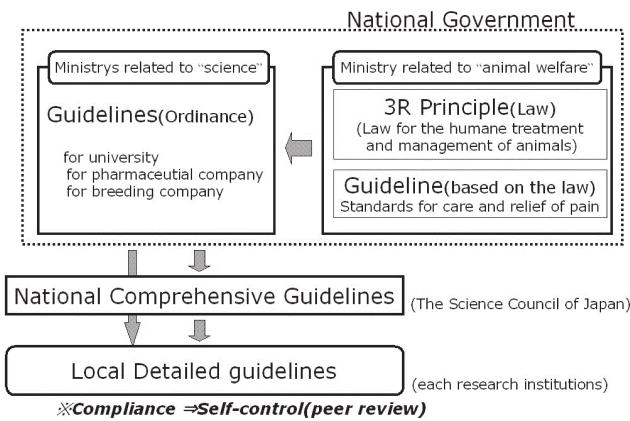 National Government
Ministrys related to “science”
Guidelines(Ordinance)
for university
for pharmaceutial company
for breeding company
Ministry related to “animal welfare”
3R Principle(Law)
(Law for the humane treatment
and management of animals)
Guideline(based on the law)
Standards for care and relief of pain
National Comprehensive Guidelines
(The Science Council of Japan)
Local Detailed guidelines
(each research institutions)
※Compliance ⇒Self-control(peer review)